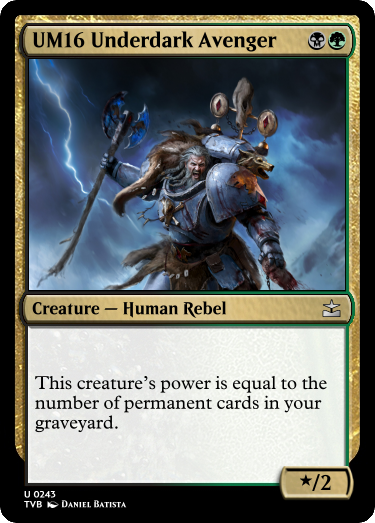 UM16 Underdark Avenger
Creature — Human Rebel
This creature's power is equal to the
number of permanent cards in your
graveyard.
★/2
U 0243
TVB Daniel Batista